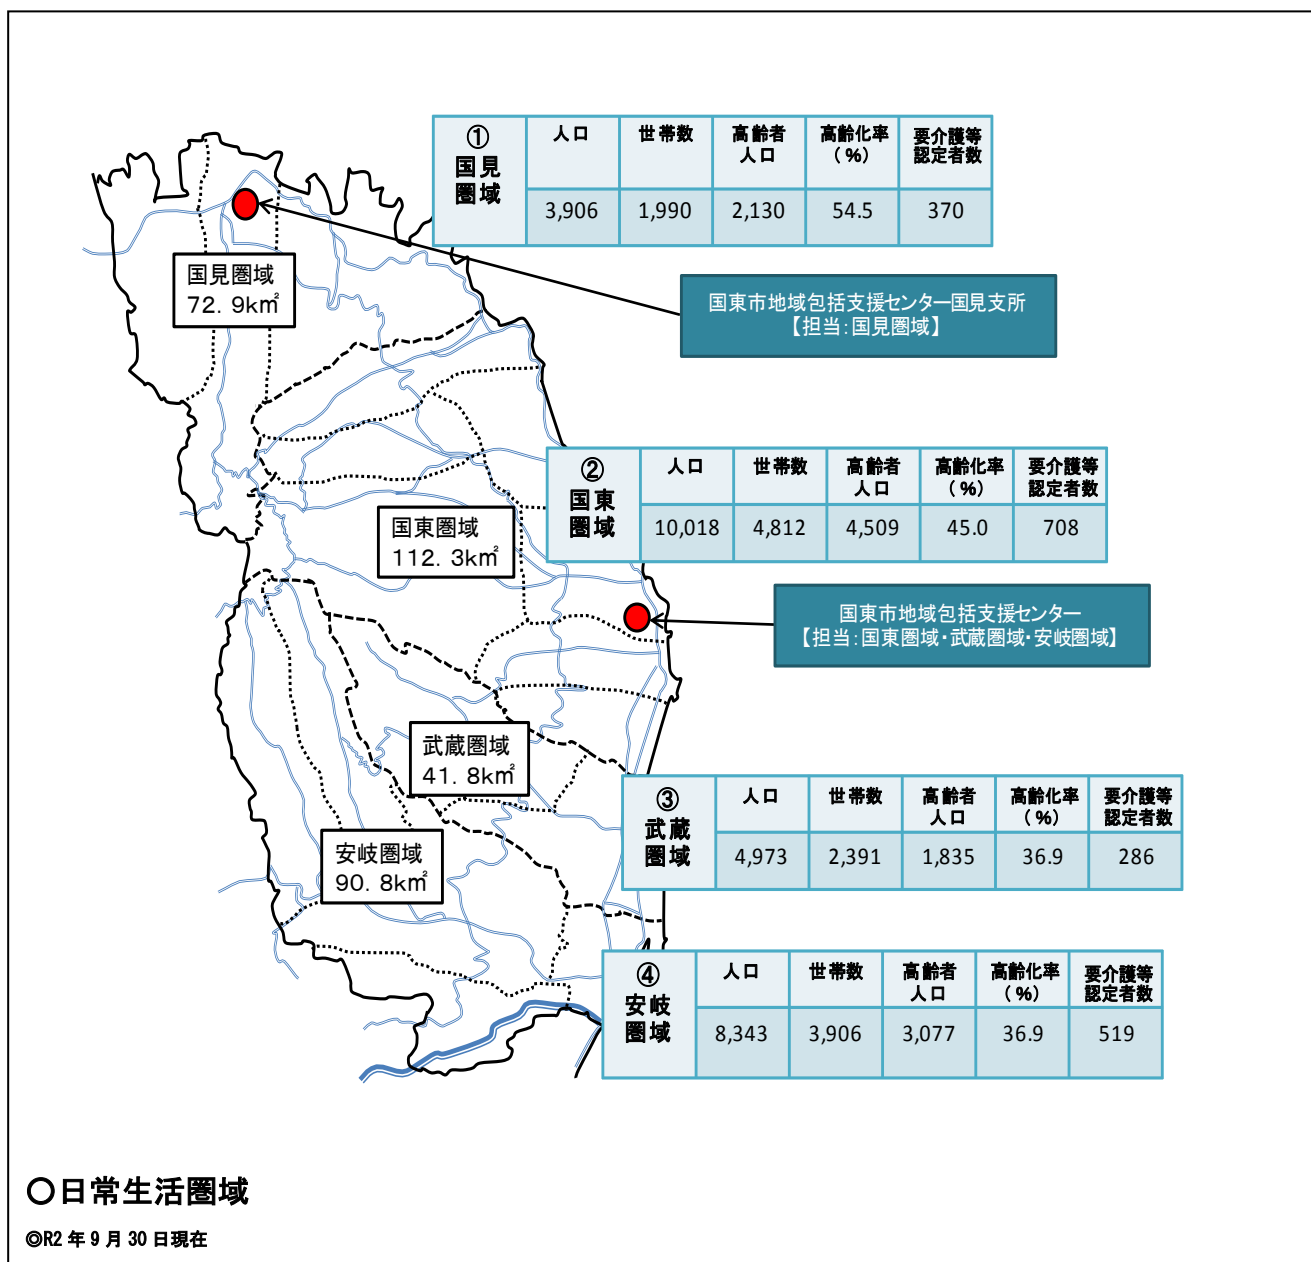 ①
国見
圏域
人口 世帯数 高齢者人口 高齢化率(%) 要介護等認定者数
3,906 1,990 2,130 54.5 370
国見圏域
72.9k㎡
国東市地域包括支援センター国見支所
【担当:国見圏域】
②
国東
圏域
人口 世帯数 高齢者人口 高齢化率(%) 要介護等認定者数
10,018 4,812 4,509 45.0 708
国東圏域
112.3k㎡
国東市地域包括支援センター
【担当:国東圏域・武蔵圏域・安岐圏域】
武蔵圏域
41.8k㎡
③
武蔵
圏域
人口 世帯数 高齢者人口 高齢化率(%) 要介護等認定者数
4,973 2,391 1,835 36.9 286
安岐圏域
90.8k㎡
④
安岐
圏域
人口 世帯数 高齢者人口 高齢化率(%) 要介護等認定者数
8,343 3,906 3,077 36.9 519
○日常生活圏域
◎R2年9月30日現在